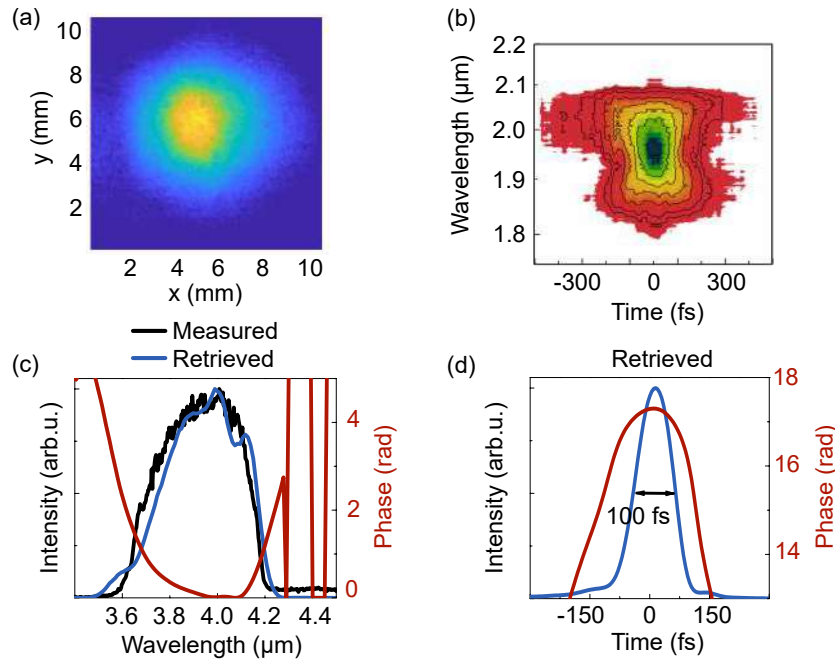 (a)
10
8
6
4
2
y (mm)
2 4 6 8 10
x (mm)
(b)
2.2
2.1
2.0
1.9
1.8
Wavelength (μm)
-300 0 300
Time (fs)
Measured
Retrieved
(c)
Intensity (arb.u.)
4
2
0
Phase (rad)
3.6 3.8 4.0 4.2 4.4
Wavelength (μm)
(d)
Retrieved
Intensity (arb.u.)
100 fs
18
16
14
Phase (rad)
-150 0 150
Time (fs)